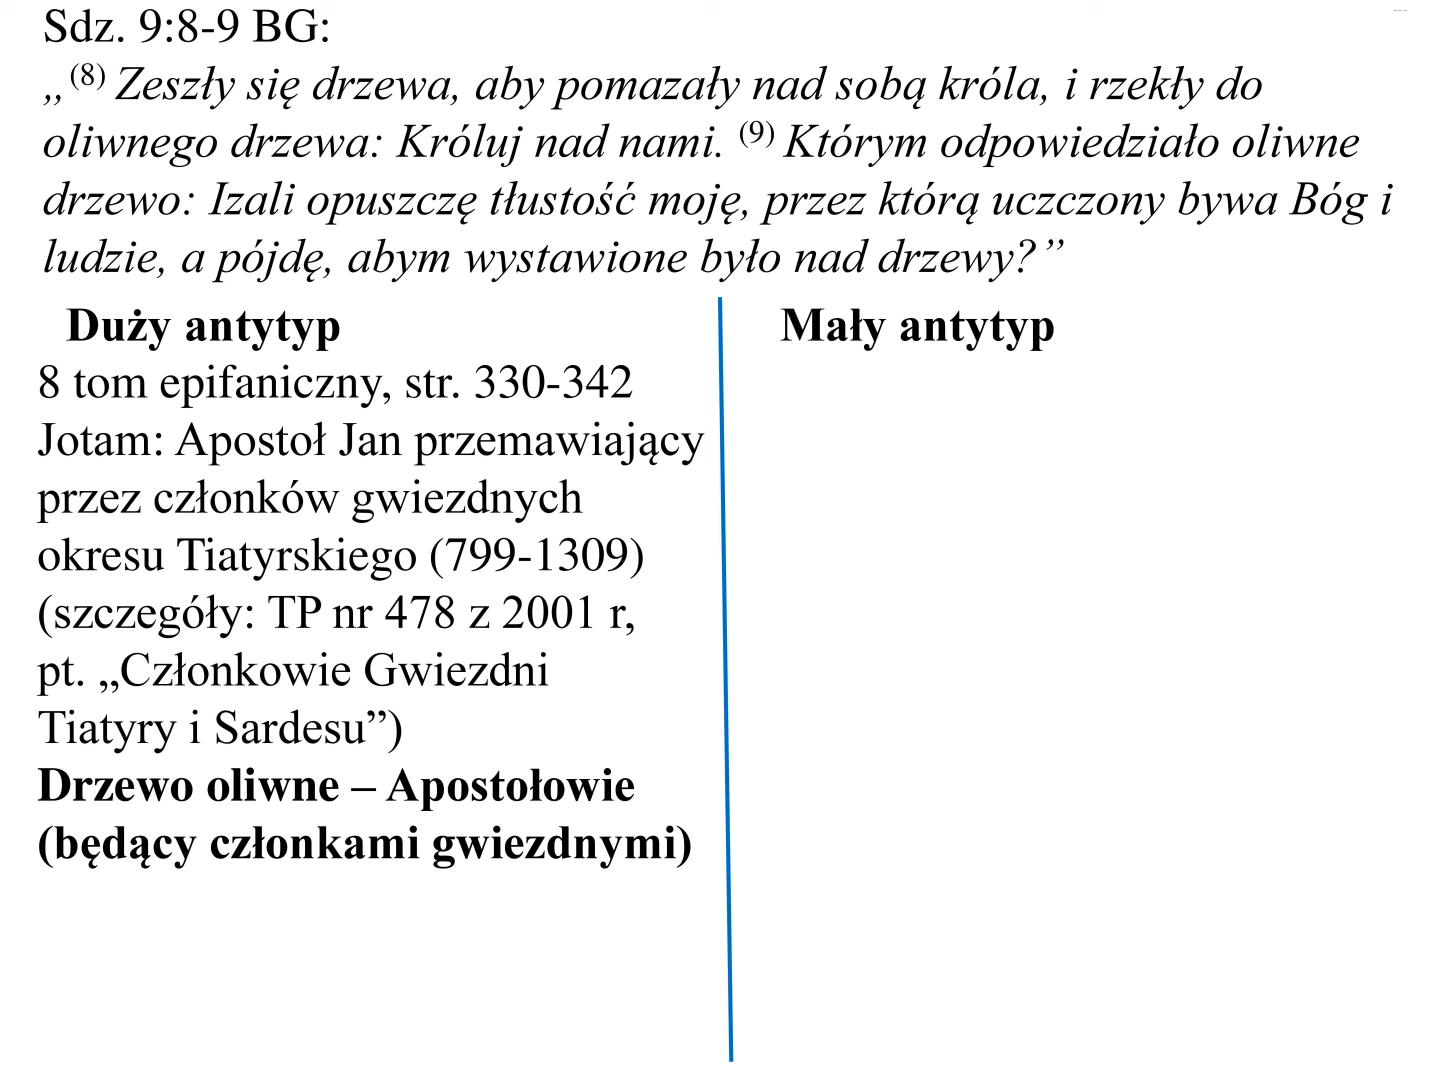 Sdz. 9:8-9 BG:
„(8) Zeszły się drzewa, aby pomazały nad sobą króla, i rzekły do
oliwnego drzewa: Króluj nad nami. (9) Którym odpowiedziało oliwne
drzewo: Izali opuszczę tłustość moję, przez którą uczczony bywa Bóg i
ludzie, a pójdę, abym wystawione było nad drzewy?”
Duży antytyp
8 tom epifaniczny, str. 330-342
Jotam: Apostoł Jan przemawiający
przez członków gwiezdnych
okresu Tiatyrskiego (799-1309)
(szczegóły: TP nr 478 z 2001 r,
pt. „Członkowie Gwiezdni
Tiatyry i Sardesu”)
Drzewo oliwne – Apostołowie
(będący członkami gwiezdnymi)
Mały antytyp